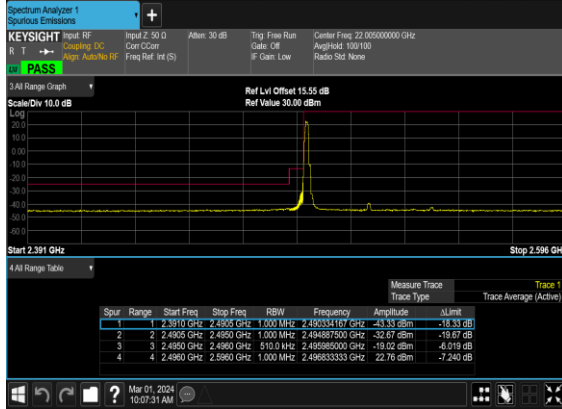 Spectrum Analyzer 1
Spurious Emissions
KEYSIGHT Input: RF Input Z: 50 Ω Atten: 30 dB Trig: Free Run Center Freq: 22.005000000 GHz
R T Coupling: DC Corr CCorr Gate: Off Avg|Hold: 100/100
Align: Auto/No RF Freq Ref: Int (S) IF Gain: Low Radio Std: None
PASS
3 All Range Graph
Ref Lvl Offset 15.55 dB
Scale/Div 10.0 dB Ref Value 30.00 dBm
Log
20.0
10.0
0.00
-10.0
-20.0
-30.0
-40.0
-50.0
-60.0
Start 2.391 GHz Stop 2.596 GH
4 All Range Table
Measure Trace Trace 1
Trace Type Trace Average (Active)
Spur Range Start Freq Stop Freq RBW Frequency Amplitude ΔLimit
1 1 2.3910 GHz 2.4905 GHz 1.000 MHz 2.490334167 GHz -43.33 dBm -18.33 dB
2 2 2.4905 GHz 2.4950 GHz 1.000 MHz 2.494887500 GHz -32.67 dBm -19.67 dB
3 3 2.4950 GHz 2.4960 GHz 510.0 kHz 2.495985000 GHz -19.02 dBm -6.019 dB
4 4 2.4960 GHz 2.5960 GHz 1.000 MHz 2.496833333 GHz 22.76 dBm -7.240 dB
Mar 01, 2024
10:07:31 AM